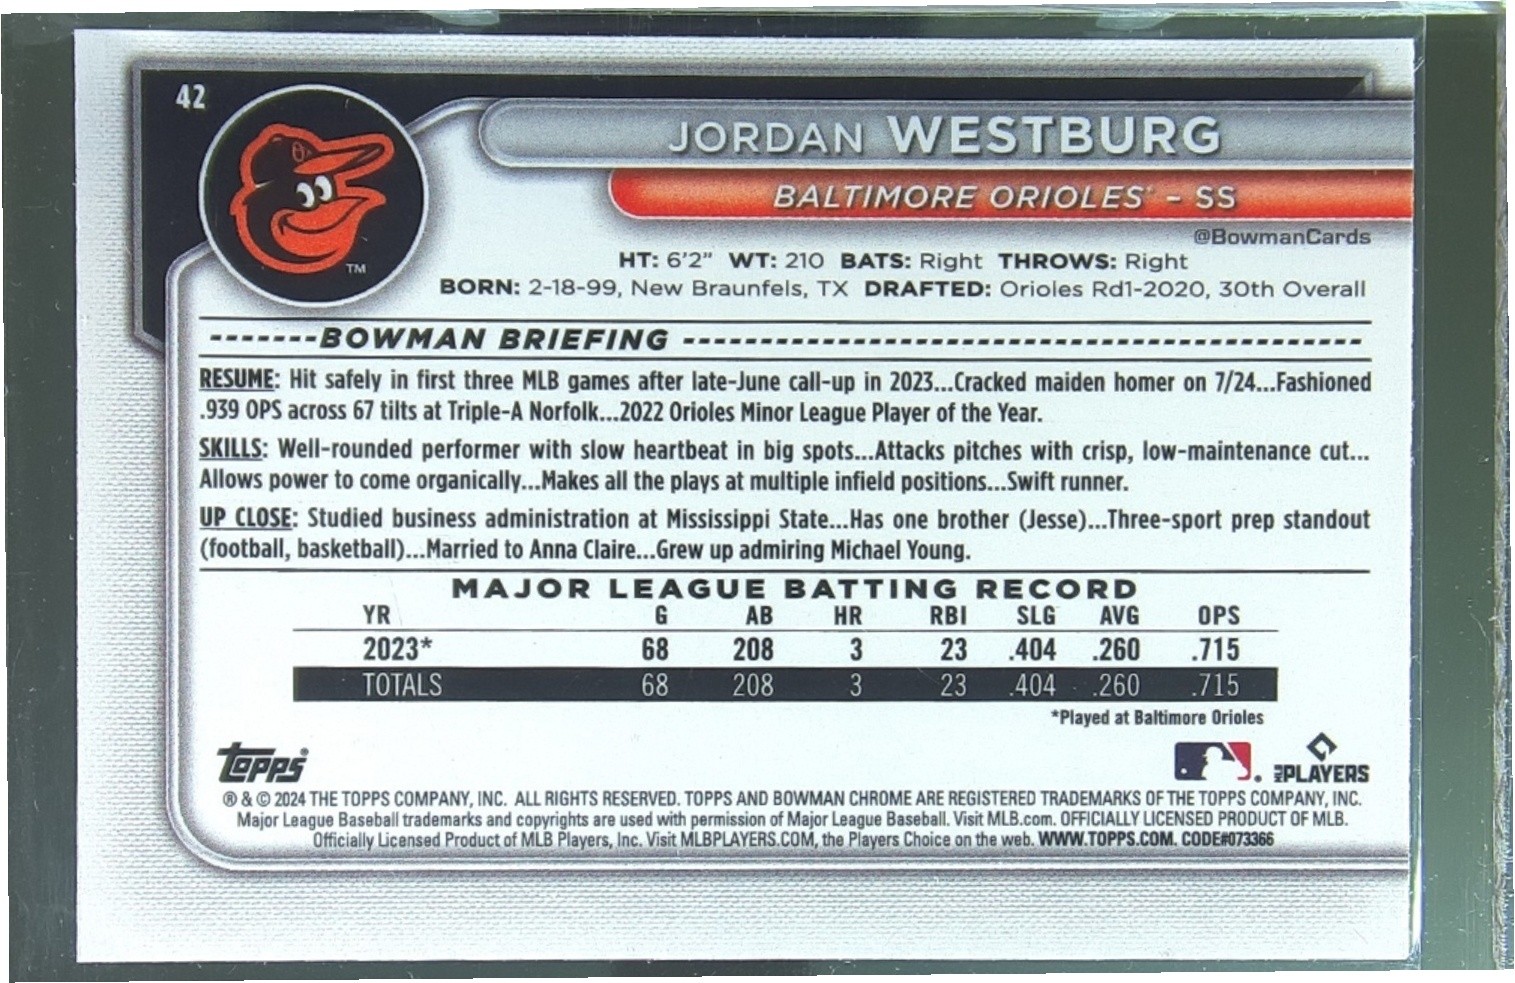 42
JORDAN WESTBURG
BALTIMORE ORIOLES - SS
@BowmanCards
HT: 6'2" WT: 210 BATS: Right THROWS: Right
BORN: 2-18-99, New Braunfels, TX DRAFTED: Orioles Rd1-2020, 30th Overall
-------BOWMAN BRIEFING -------------------------------------------
RESUME: Hit safely in first three MLB games after late-June call-up in 2023...Cracked maiden homer on 7/24...Fashioned
.939 OPS across 67 tilts at Triple-A Norfolk...2022 Orioles Minor League Player of the Year.
SKILLS: Well-rounded performer with slow heartbeat in big spots...Attacks pitches with crisp, low-maintenance cut...
Allows power to come organically...Makes all the plays at multiple infield positions...Swift runner.
UP CLOSE: Studied business administration at Mississippi State...Has one brother (Jesse)...Three-sport prep standout
(football, basketball)...Married to Anna Claire...Grew up admiring Michael Young.
MAJOR LEAGUE BATTING RECORD
YR G AB HR RBI SLG AVG OPS
2023* 68 208 3 23 .404 .260 .715
TOTALS 68 208 3 23 .404 .260 .715
*Played at Baltimore Orioles
TOPPS®
MLB PLAYERS
® & © 2024 THE TOPPS COMPANY, INC. ALL RIGHTS RESERVED. TOPPS AND BOWMAN CHROME ARE REGISTERED TRADEMARKS OF THE TOPPS COMPANY, INC.
Major League Baseball trademarks and copyrights are used with permission of Major League Baseball. Visit MLB.com. OFFICIALLY LICENSED PRODUCT OF MLB.
Officially Licensed Product of MLB Players, Inc. Visit MLBPLAYERS.COM, the Players Choice on the web. WWW.TOPPS.COM. CODE#073366